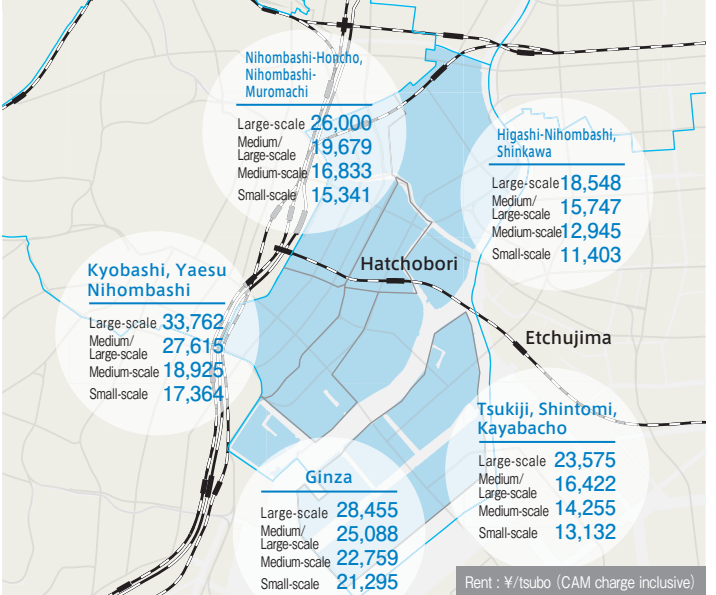 Nihombashi-Honcho,
Nihombashi-
Muromachi
Large-scale 26,000
Medium/
Large-scale 19,679
Medium-scale 16,833
Small-scale 15,341
Higashi-Nihombashi,
Shinkawa
Large-scale 18,548
Medium/
Large-scale 15,747
Medium-scale 12,945
Small-scale 11,403
Hatchobori
Kyobashi, Yaesu
Nihombashi
Large-scale 33,762
Medium/
Large-scale 27,615
Medium-scale 18,925
Small-scale 17,364
Etchujima
Tsukiji, Shintomi,
Kayabacho
Large-scale 23,575
Medium/
Large-scale 16,422
Medium-scale 14,255
Small-scale 13,132
Ginza
Large-scale 28,455
Medium/
Large-scale 25,088
Medium-scale 22,759
Small-scale 21,295
Rent : ¥/tsubo (CAM charge inclusive)